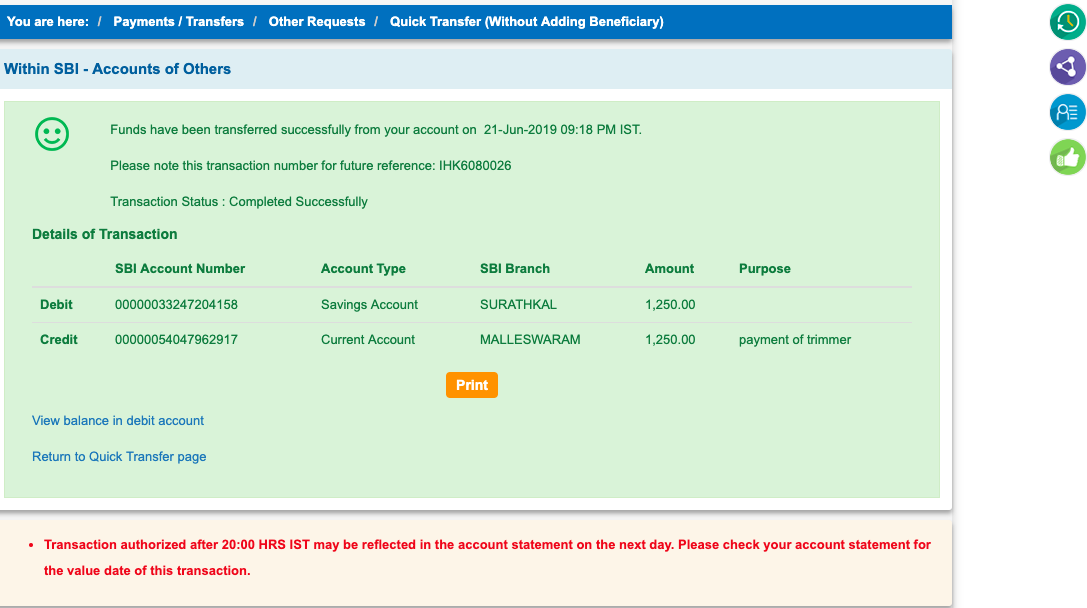 You are here: / Payments / Transfers / Other Requests / Quick Transfer (Without Adding Beneficiary)
Within SBI - Accounts of Others
Funds have been transferred successfully from your account on 21-Jun-2019 09:18 PM IST.
Please note this transaction number for future reference: IHK6080026
Transaction Status : Completed Successfully
Details of Transaction
SBI Account Number Account Type SBI Branch Amount Purpose
Debit 00000033247204158 Savings Account SURATHKAL 1,250.00
Credit 00000054047962917 Current Account MALLESWARAM 1,250.00 payment of trimmer
Print
View balance in debit account
Return to Quick Transfer page
• Transaction authorized after 20:00 HRS IST may be reflected in the account statement on the next day. Please check your account statement for
the value date of this transaction.